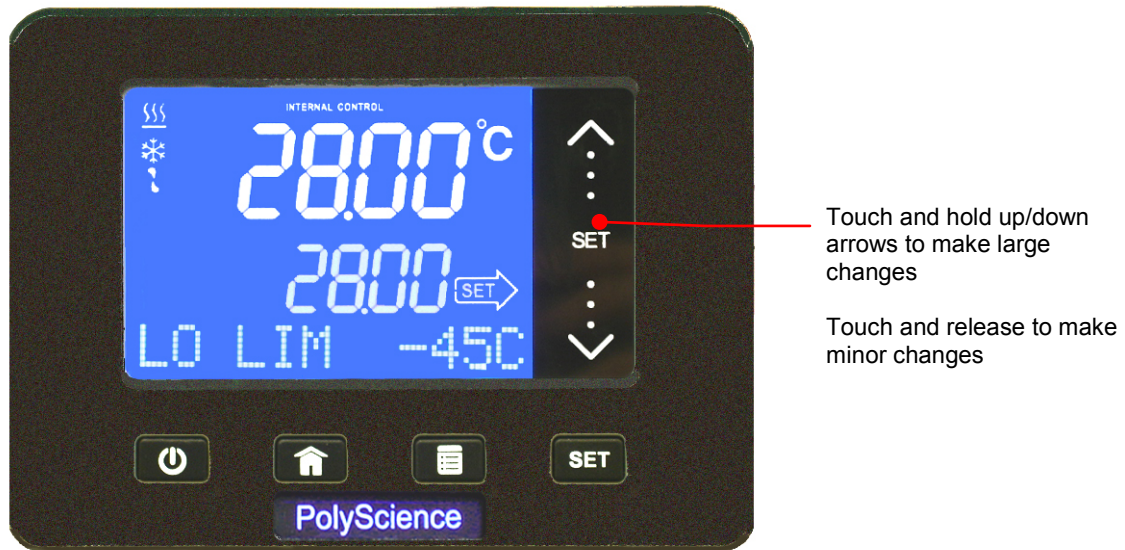 INTERNAL CONTROL
28.00°C
28.00 SET
LO LIM -45C
SET
SET
PolyScience
Touch and hold up/down
arrows to make large
changes
Touch and release to make
minor changes